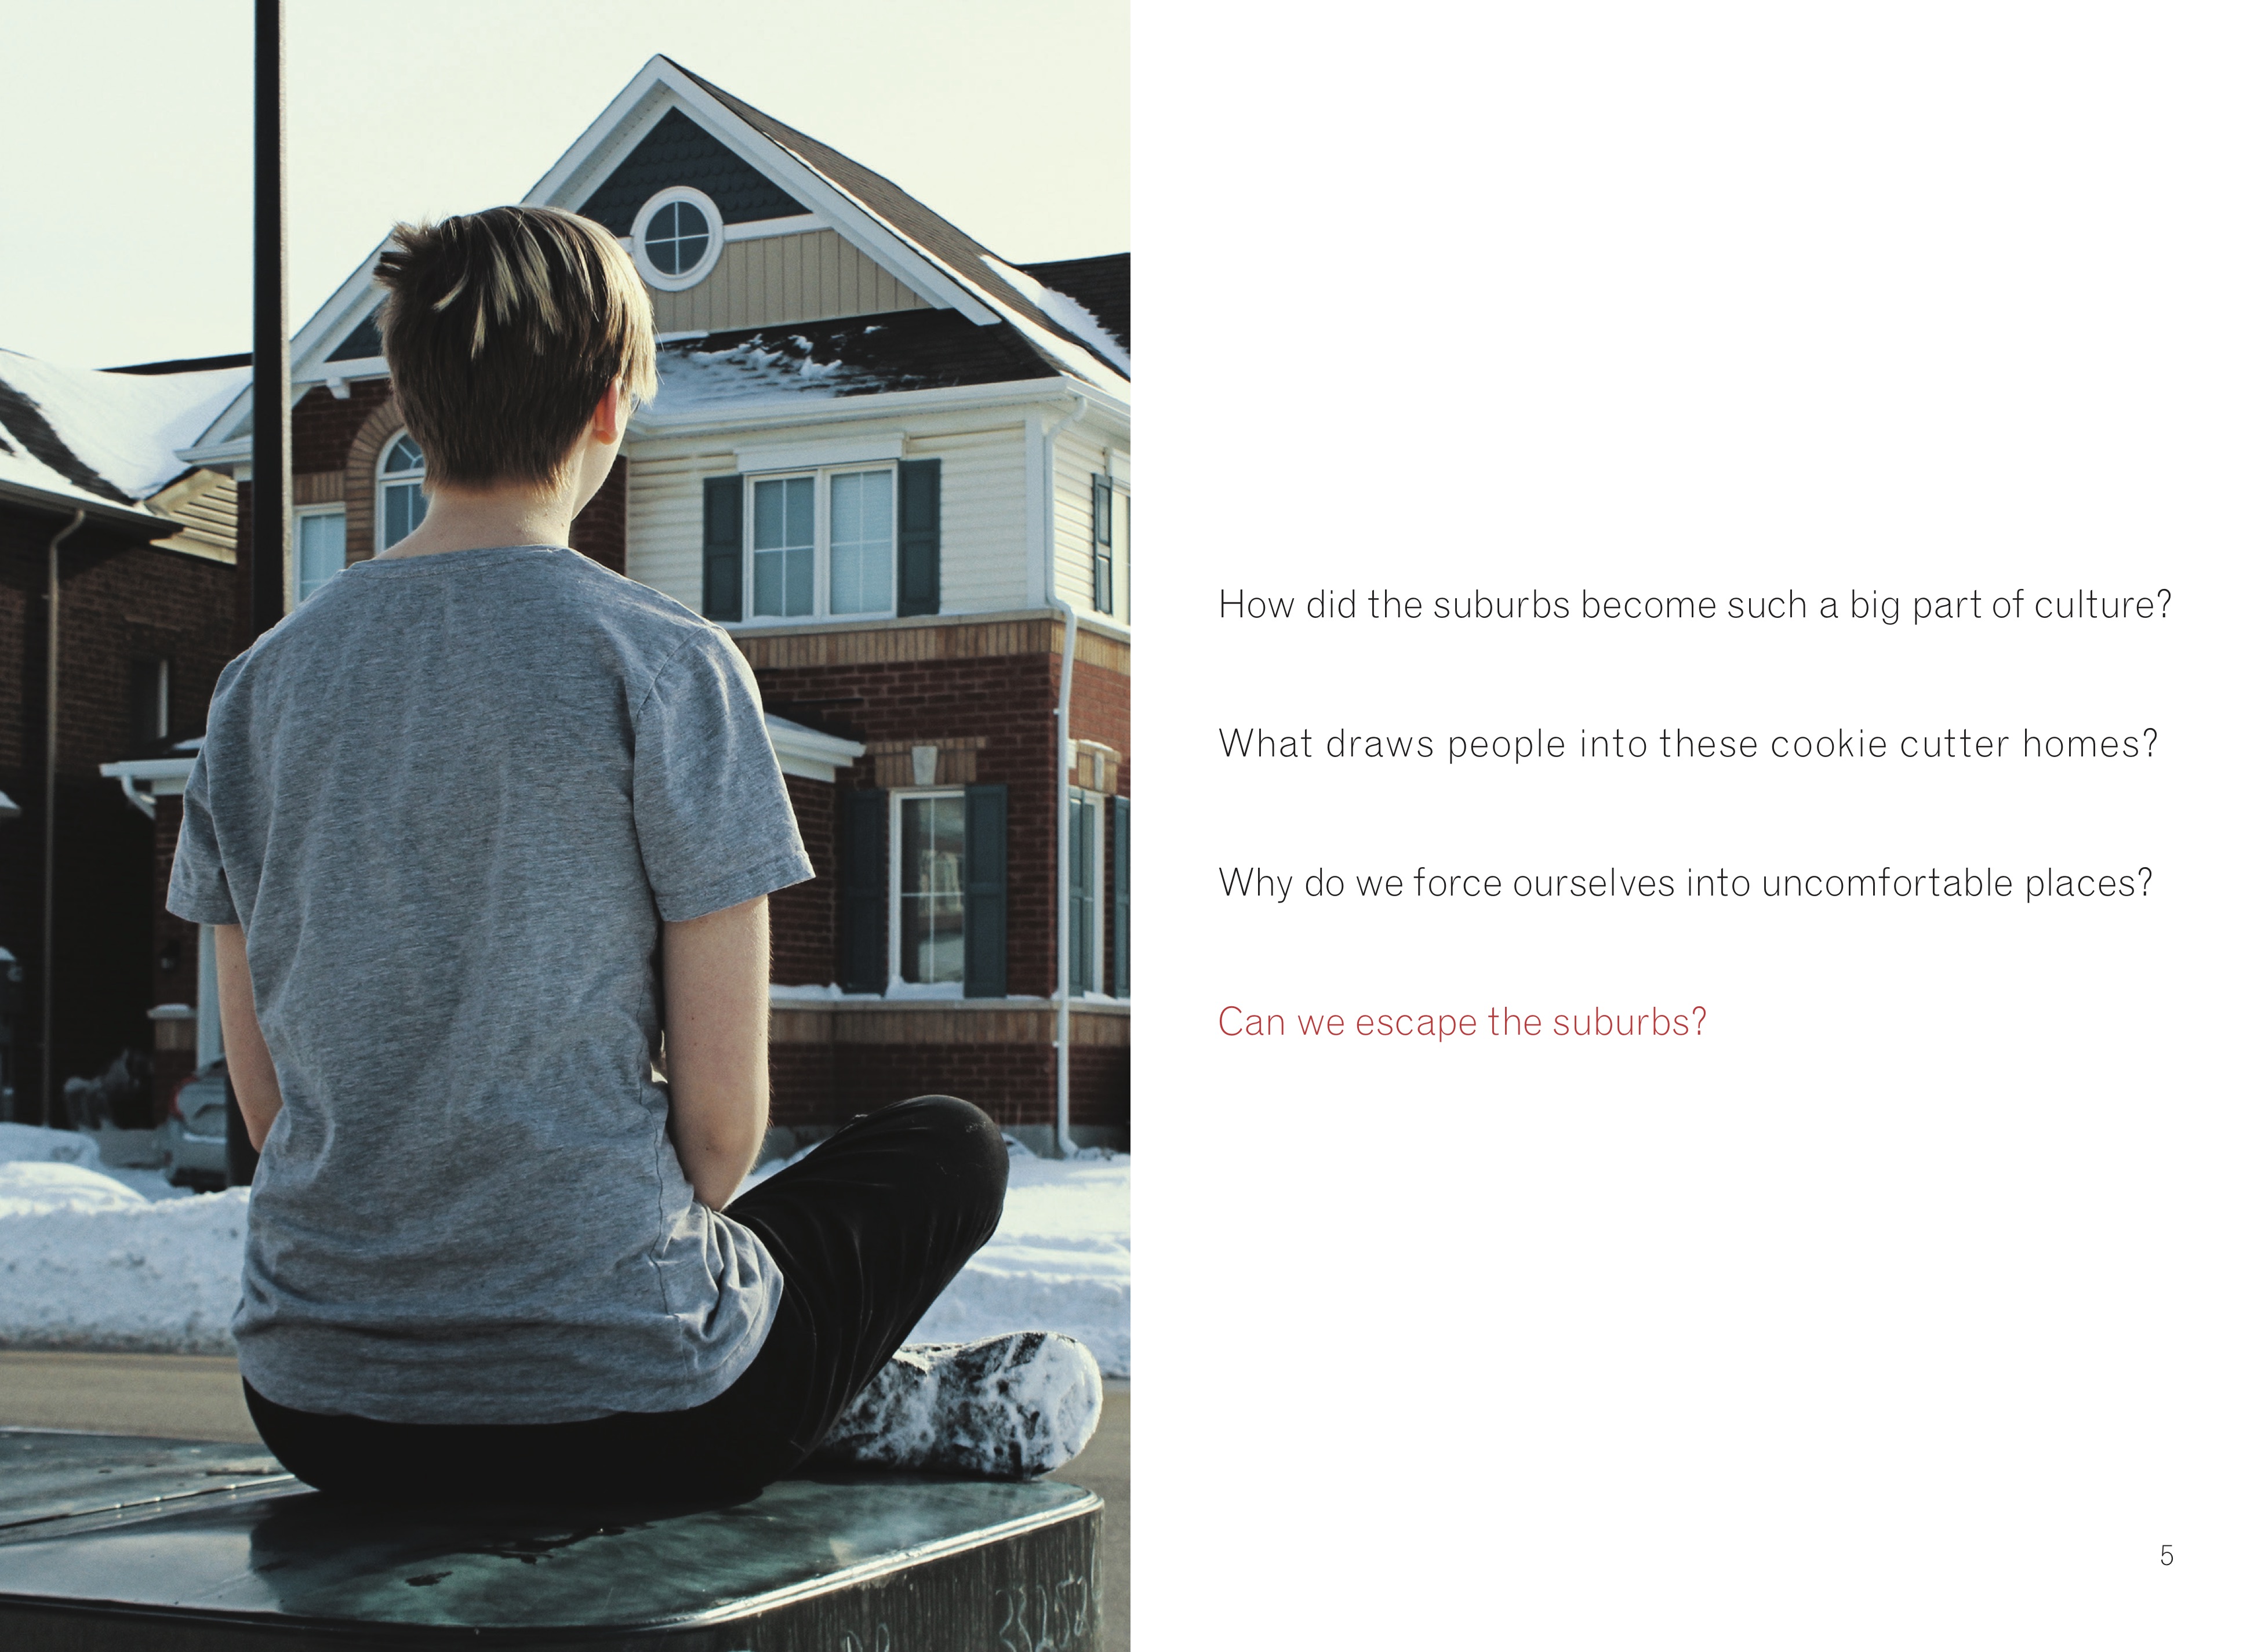 How did the suburbs become such a big part of culture?
What draws people into these cookie cutter homes?
Why do we force ourselves into uncomfortable places?
Can we escape the suburbs?
5